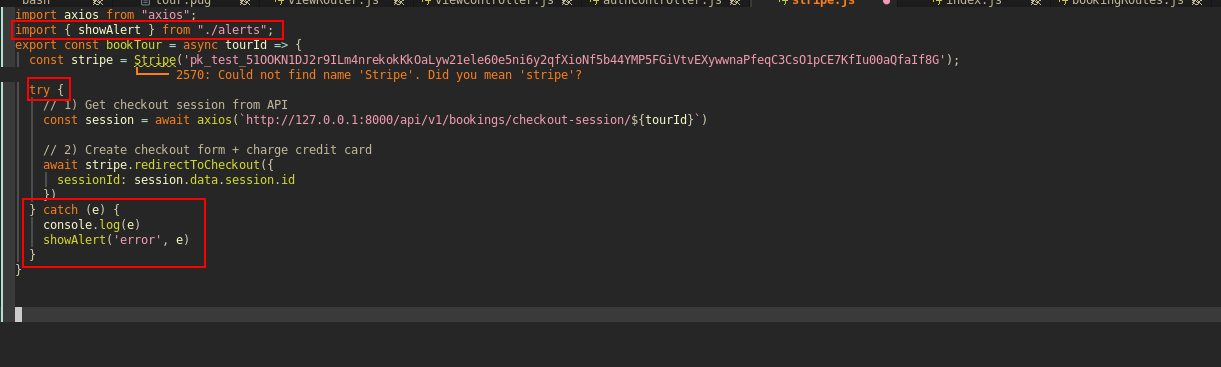 bash tour.pug viewRouter.js viewController.js authController.js stripe.js index.js bookingRoutes.js
import axios from "axios";
import { showAlert } from "./alerts";
export const bookTour = async tourId => {
const stripe = Stripe('pk_test_51OOKN1DJ2r9ILm4nrekokKkOaLyw21ele60e5ni6y2qfXioNf5b44YMP5FGiVtvEXywwnaPfeqC3CsO1pCE7KfIu00aQfaIf8G');
2570: Could not find name 'Stripe'. Did you mean 'stripe'?
try {
// 1) Get checkout session from API
const session = await axios(`http://127.0.0.1:8000/api/v1/bookings/checkout-session/${tourId}`)
// 2) Create checkout form + charge credit card
await stripe.redirectToCheckout({
sessionId: session.data.session.id
})
} catch (e) {
console.log(e)
showAlert('error', e)
}
}